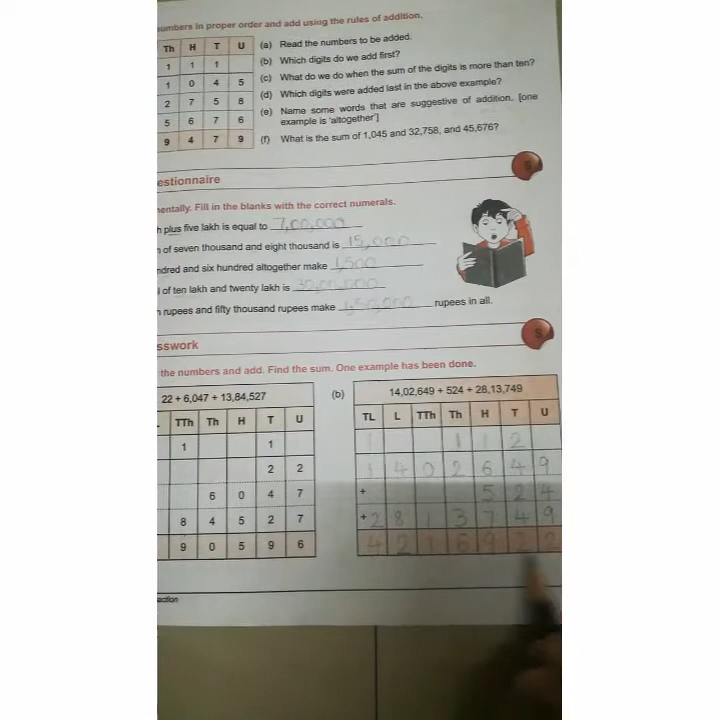 numbers in proper order and add using the rules of addition.
Th H T U
1 1 1
1 0 4 5
2 7 5 8
5 6 7 6
9 4 7 9
(a) Read the numbers to be added.
(b) Which digits do we add first?
(c) What do we do when the sum of the digits is more than ten?
(d) Which digits were added last in the above example?
(e) Name some words that are suggestive of addition. [one
example is 'altogether']
(f) What is the sum of 1,045 and 32,758, and 45,676?
S
estionnaire
mentally. Fill in the blanks with the correct numerals.
h plus five lakh is equal to 7,00,000
n of seven thousand and eight thousand is 15,000
ndred and six hundred altogether make 1,500
l of ten lakh and twenty lakh is 30,00,000
h rupees and fifty thousand rupees make rupees in all.
S
sswork
the numbers and add. Find the sum. One example has been done.
22 + 6,047 + 13,84,527
TTh Th H T U
1 1
2 2
6 0 4 7
8 4 5 2 7
9 0 5 9 6
(b) 14,02,649 + 524 + 28,13,749
TL L TTh Th H T U
1 1 1 2
1 4 0 2 6 4 9
+ 5 2 4
+ 2 8 1 3 7 4 9
4 2 1 6 9 2 2
action